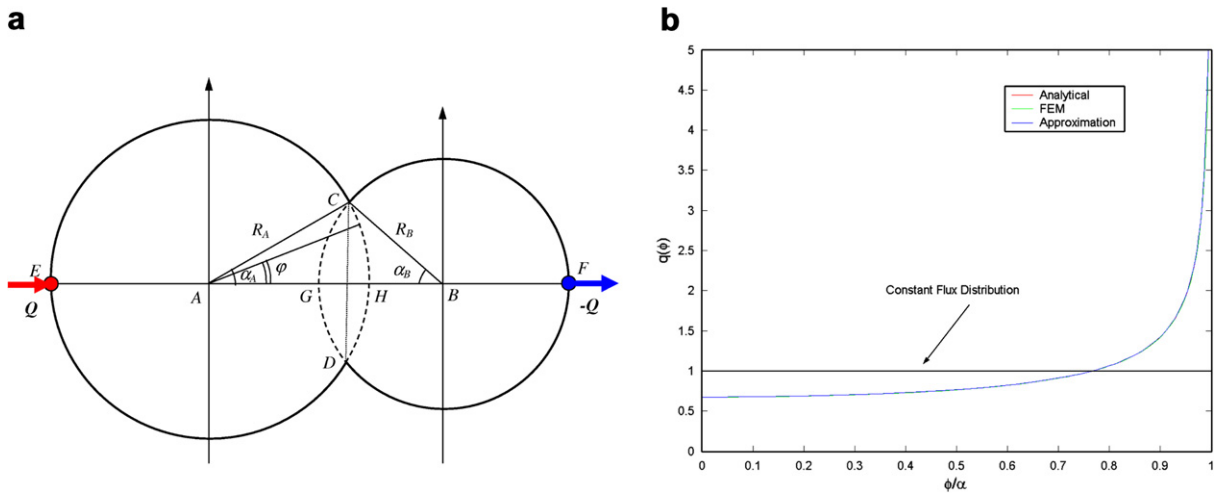 a
C
R_A
R_B
E
α_A
φ
α_B
F
Q
A
G
H
B
-Q
D
b
5
4.5
4
3.5
3
2.5
2
1.5
1
0.5
0
q(ϕ)
Analytical
FEM
Approximation
Constant Flux Distribution
0 0.1 0.2 0.3 0.4 0.5 0.6 0.7 0.8 0.9 1
ϕ/α